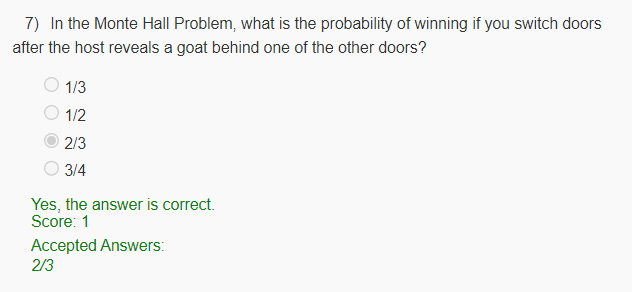 7) In the Monte Hall Problem, what is the probability of winning if you switch doors
after the host reveals a goat behind one of the other doors?
1/3
1/2
2/3
3/4
Yes, the answer is correct.
Score: 1
Accepted Answers:
2/3